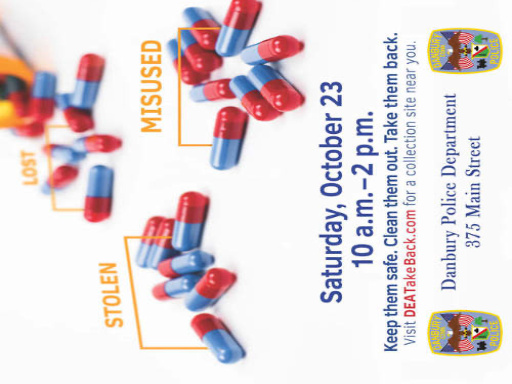 LOST
MISUSED
STOLEN
Saturday, October 23
10 a.m.–2 p.m.
Keep them safe. Clean them out. Take them back.
Visit DEATakeBack.com for a collection site near you.
Danbury Police Department
375 Main Street
DANBURY
POLICE
DANBURY
POLICE